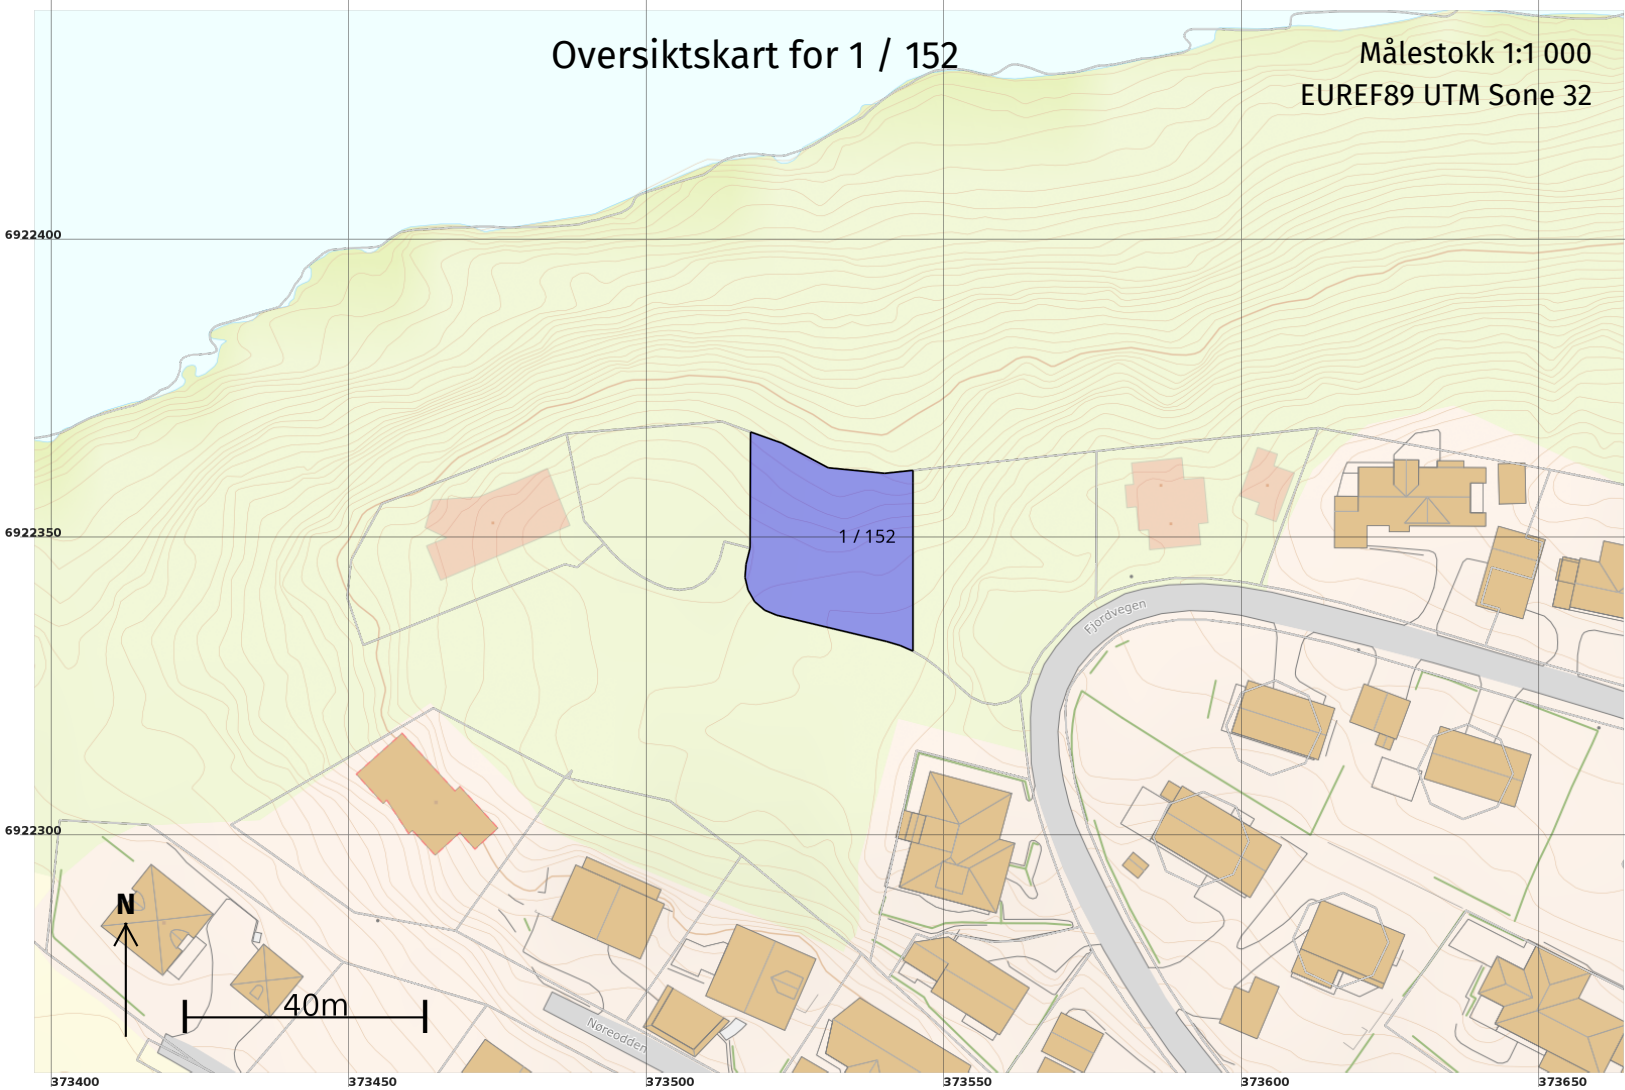 Oversiktskart for 1 / 152
Målestokk 1:1 000
EUREF89 UTM Sone 32
6922400
6922350
1 / 152
Fjordvegen
6922300
N
40m
Nøreodden
373400
373450
373500
373550
373600
373650